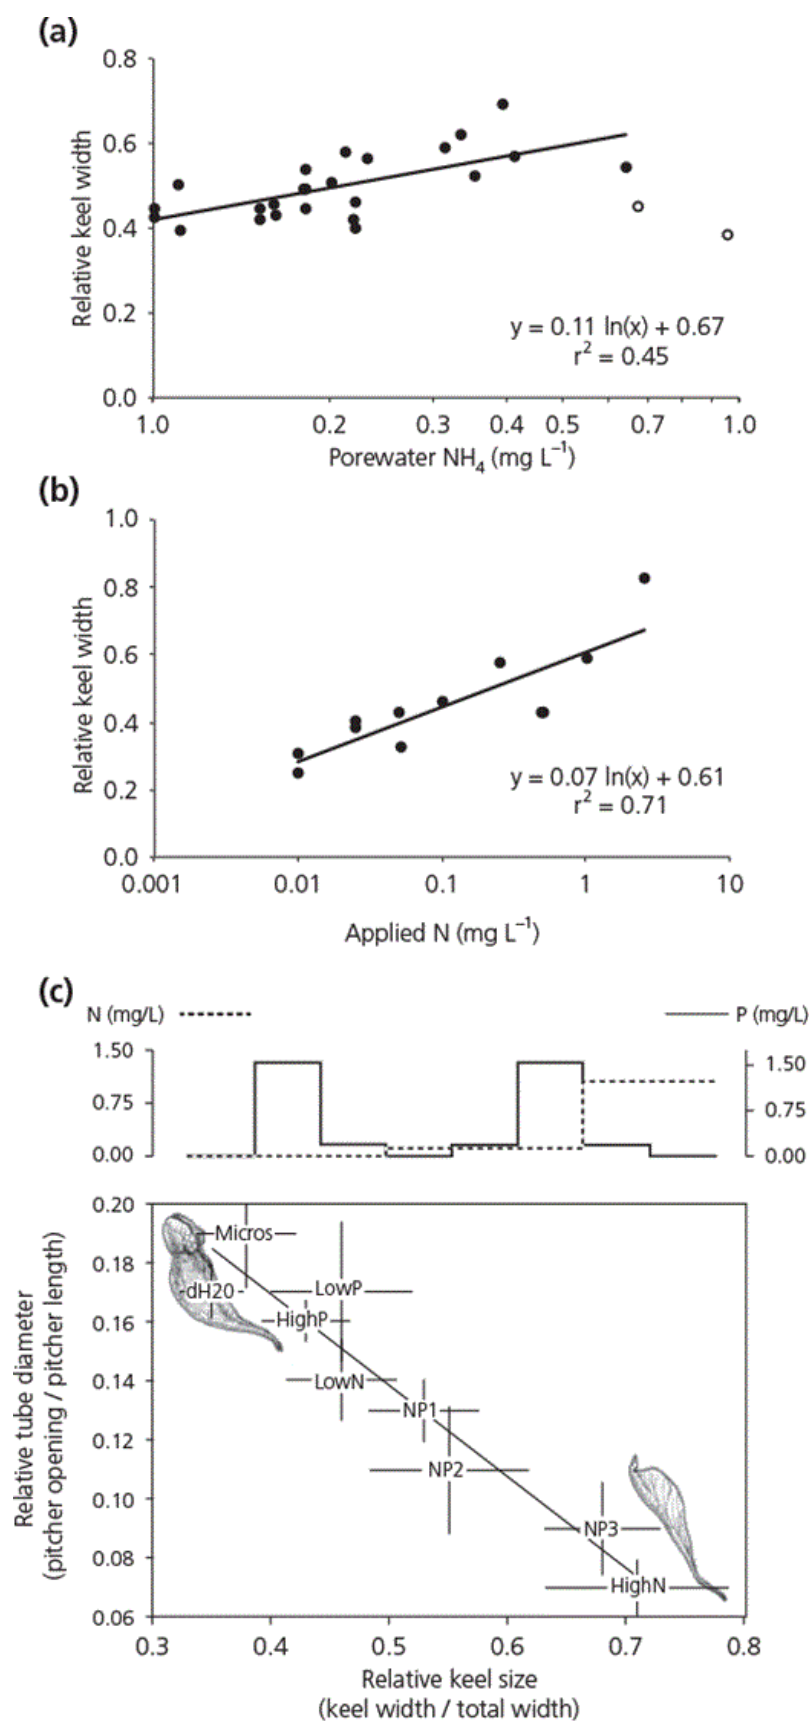 (a)
0.8
0.6
0.4
0.2
0.0
Relative keel width
y = 0.11 ln(x) + 0.67
r² = 0.45
1.0 0.2 0.3 0.4 0.5 0.7 1.0
Porewater NH₄ (mg L⁻¹)
(b)
1.0
0.8
0.6
0.4
0.2
0.0
Relative keel width
y = 0.07 ln(x) + 0.61
r² = 0.71
0.001 0.01 0.1 1 10
Applied N (mg L⁻¹)
(c)
N (mg/L) P (mg/L)
1.50 1.50
0.75 0.75
0.00 0.00
0.20
0.18
0.16
0.14
0.12
0.10
0.08
0.06
Relative tube diameter
(pitcher opening / pitcher length)
Micros
dH20
LowP
HighP
LowN
NP1
NP2
NP3
HighN
0.3 0.4 0.5 0.6 0.7 0.8
Relative keel size
(keel width / total width)